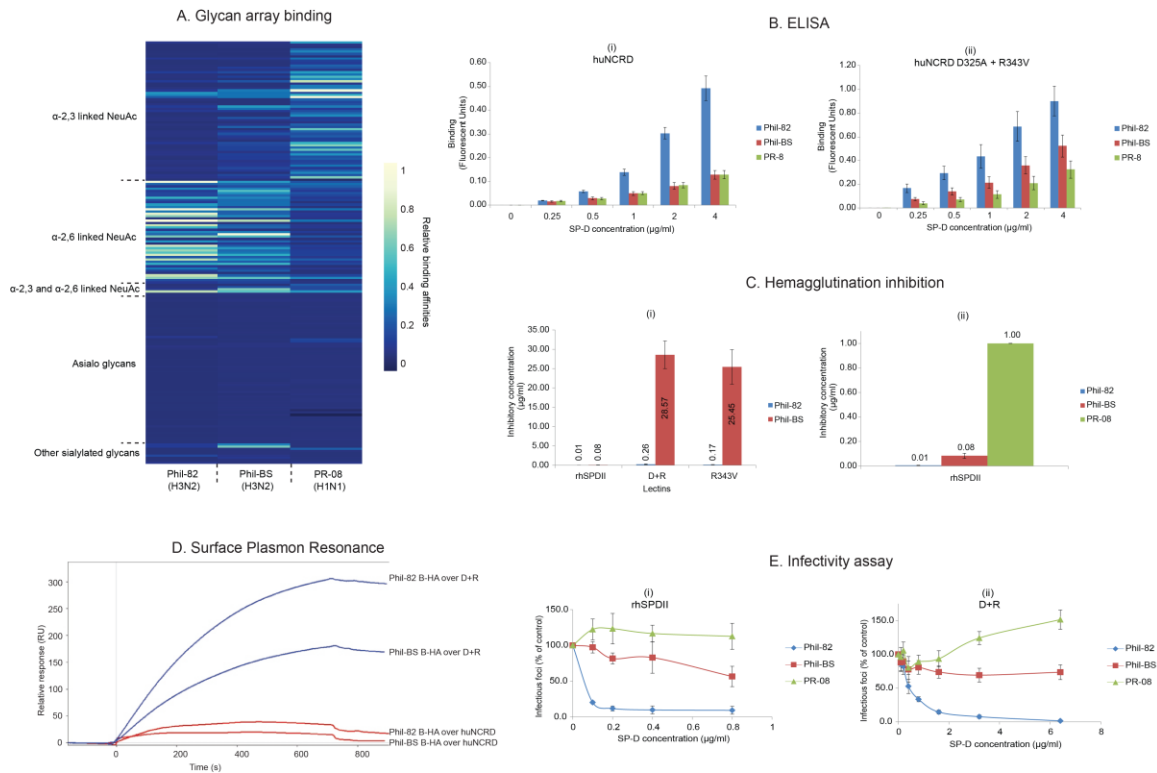 A. Glycan array binding
α-2,3 linked NeuAc
α-2,6 linked NeuAc
α-2,3 and α-2,6 linked NeuAc
Asialo glycans
Other sialylated glycans
Phil-82
(H3N2)
Phil-BS
(H3N2)
PR-08
(H1N1)
1
0.8
0.6
0.4
0.2
0
Relative binding affinities
B. ELISA
(i)
huNCRD
Binding
(Fluorescent Units)
0.60
0.50
0.40
0.30
0.20
0.10
0.00
0 0.25 0.5 1 2 4
SP-D concentration (µg/ml)
Phil-82
Phil-BS
PR-8
(ii)
huNCRD D325A + R343V
Binding
(Fluorescent Units)
1.20
1.00
0.80
0.60
0.40
0.20
0.00
0 0.25 0.5 1 2 4
SP-D concentration (µg/ml)
Phil-82
Phil-BS
PR-8
C. Hemagglutination inhibition
(i)
Inhibitory concentration
(µg/ml)
35.00
30.00
25.00
20.00
15.00
10.00
5.00
0.00
0.01
0.08
0.26
28.57
0.17
25.45
rhSPDII D+R R343V
Lectins
Phil-82
Phil-BS
(ii)
Inhibitory concentration
(µg/ml)
1.00
0.80
0.60
0.40
0.20
0.00
0.01
0.08
1.00
rhSPDII
Phil-82
Phil-BS
PR-08
D. Surface Plasmon Resonance
Relative response (RU)
300
250
200
150
100
50
0
0 200 400 600 800
Time (s)
Phil-82 B-HA over D+R
Phil-BS B-HA over D+R
Phil-82 B-HA over huNCRD
Phil-BS B-HA over huNCRD
E. Infectivity assay
(i)
rhSPDII
Infectious foci (% of control)
150.0
100.0
50.0
0.0
0 0.2 0.4 0.6 0.8 1
SP-D concentration (µg/ml)
Phil-82
Phil-BS
PR-08
(ii)
D+R
Infectious foci (% of control)
150.0
100.0
50.0
0.0
0 2 4 6 8
SP-D concentration (µg/ml)
Phil-82
Phil-BS
PR-08